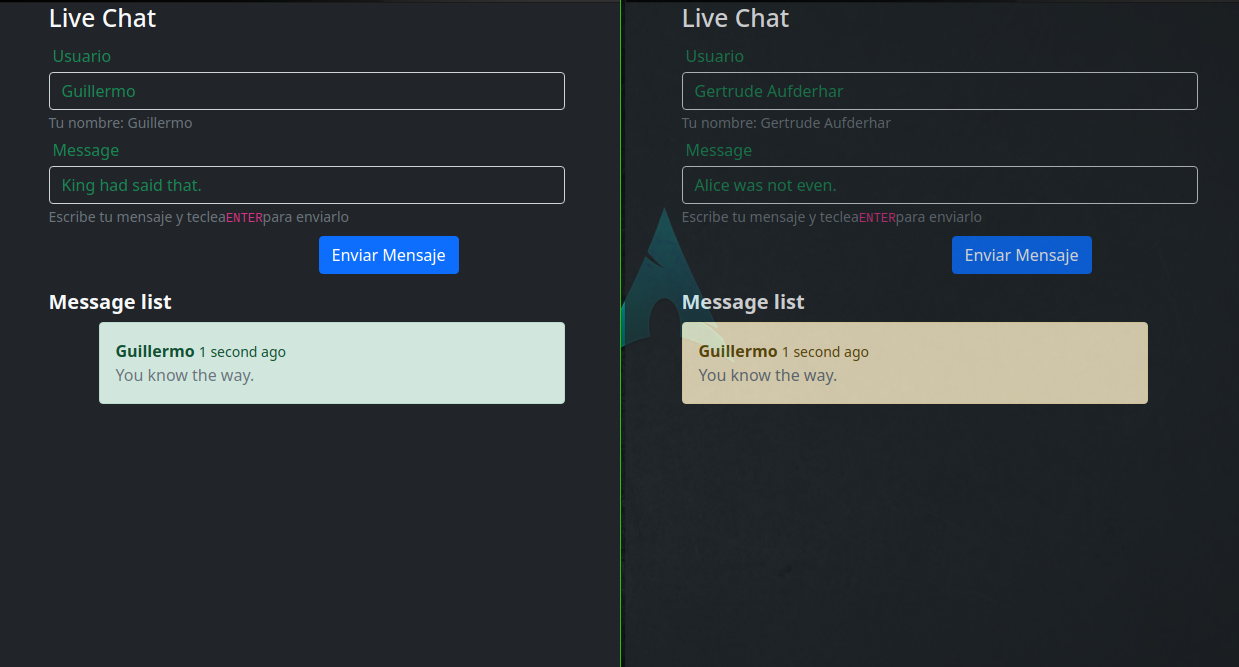 Live Chat
Usuario
Guillermo
Tu nombre: Guillermo
Message
King had said that.
Escribe tu mensaje y tecleaENTERpara enviarlo
Enviar Mensaje
Message list
Guillermo 1 second ago
You know the way.
Live Chat
Usuario
Gertrude Aufderhar
Tu nombre: Gertrude Aufderhar
Message
Alice was not even.
Escribe tu mensaje y tecleaENTERpara enviarlo
Enviar Mensaje
Message list
Guillermo 1 second ago
You know the way.